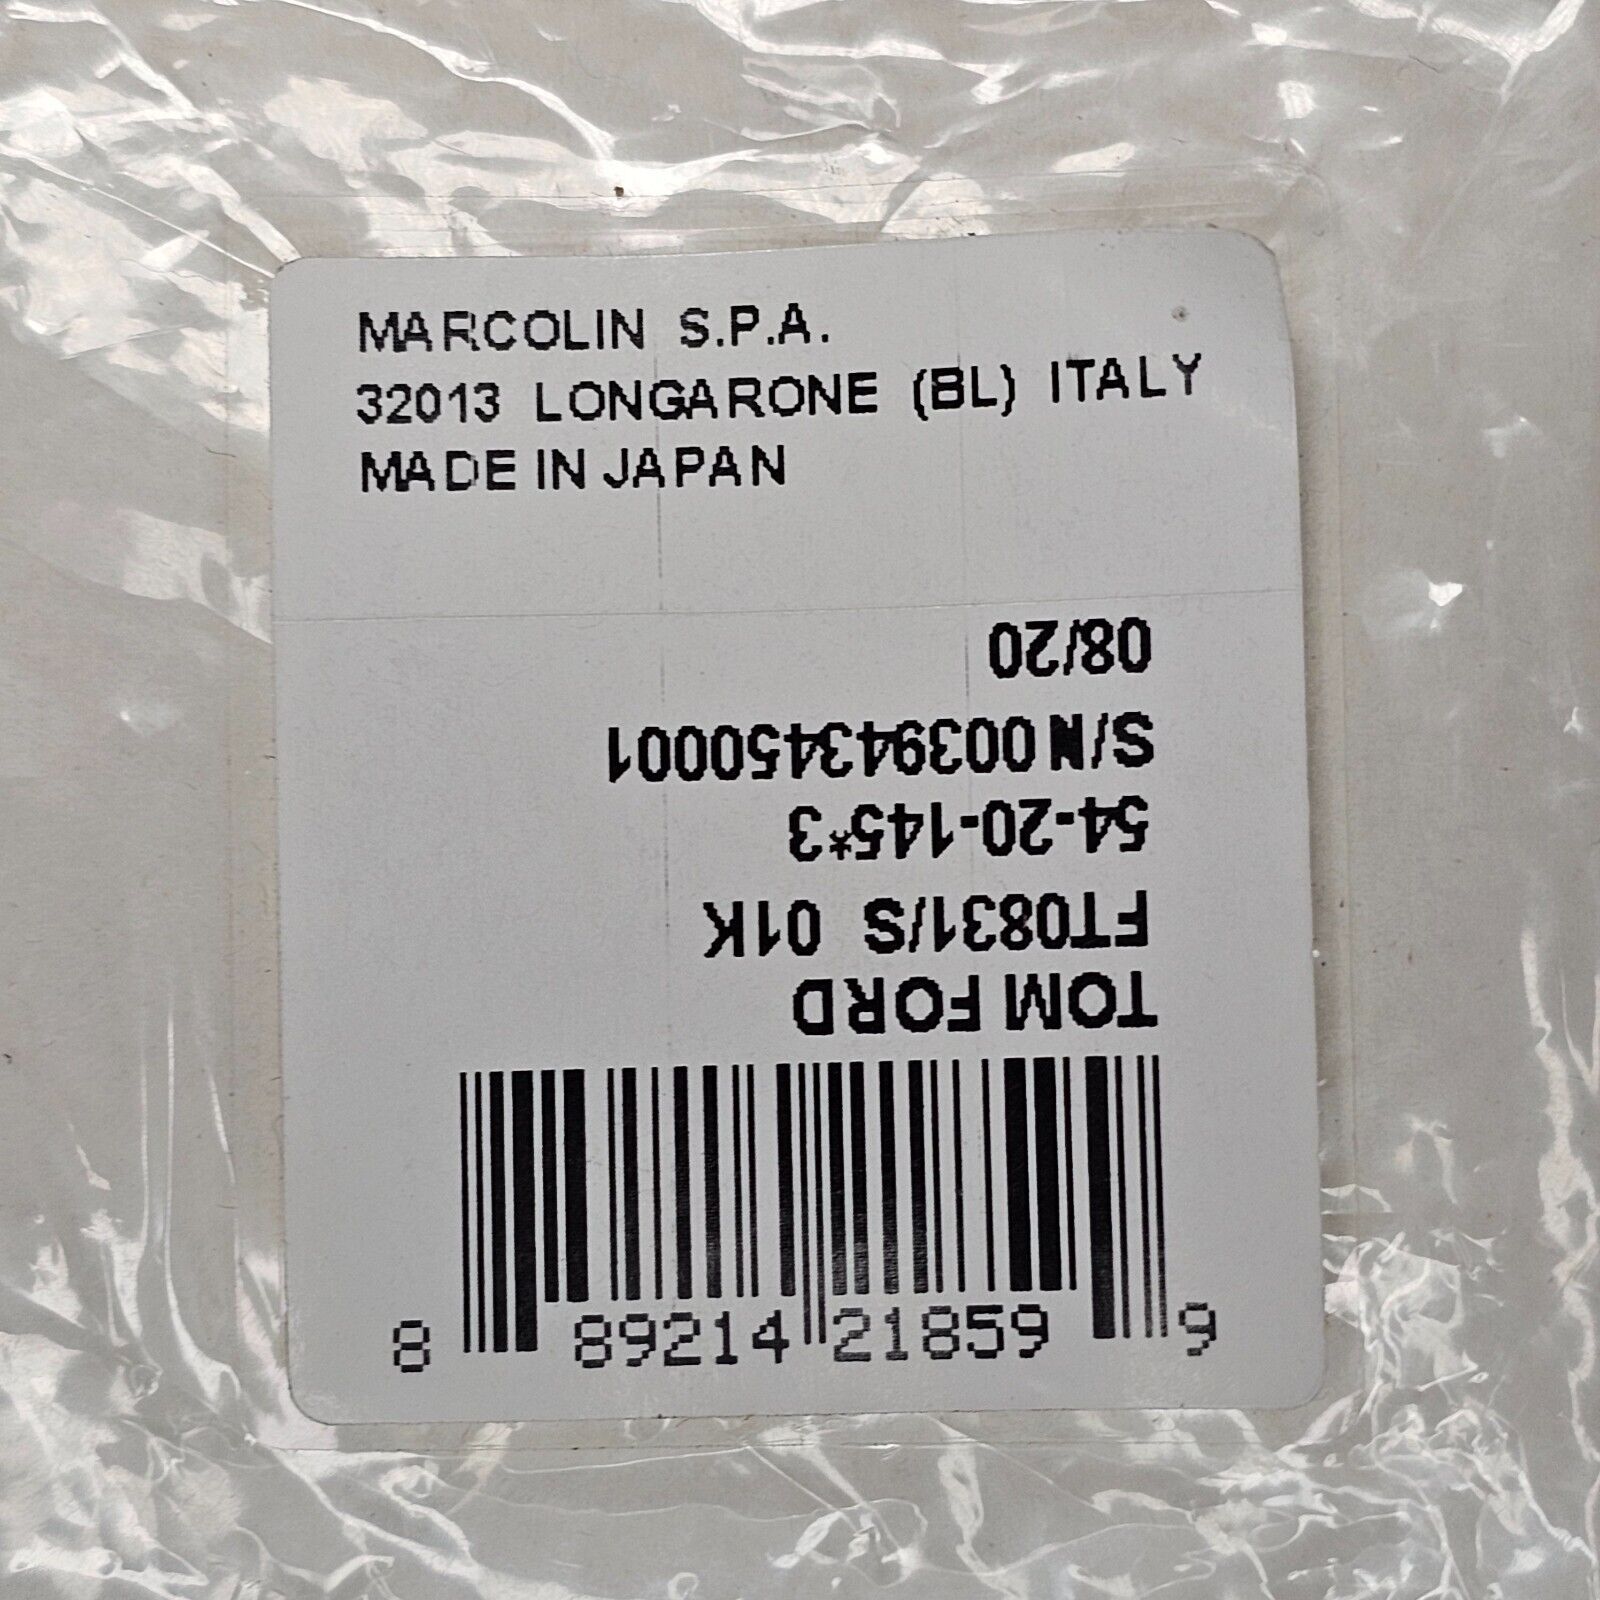 MARCOLIN S.P.A.
32013 LONGARONE (BL) ITALY
MADE IN JAPAN
TOM FORD
FT0831/S 01K
54-20-145*3
S/N 003943450001
08/20
8 89214 21859 9